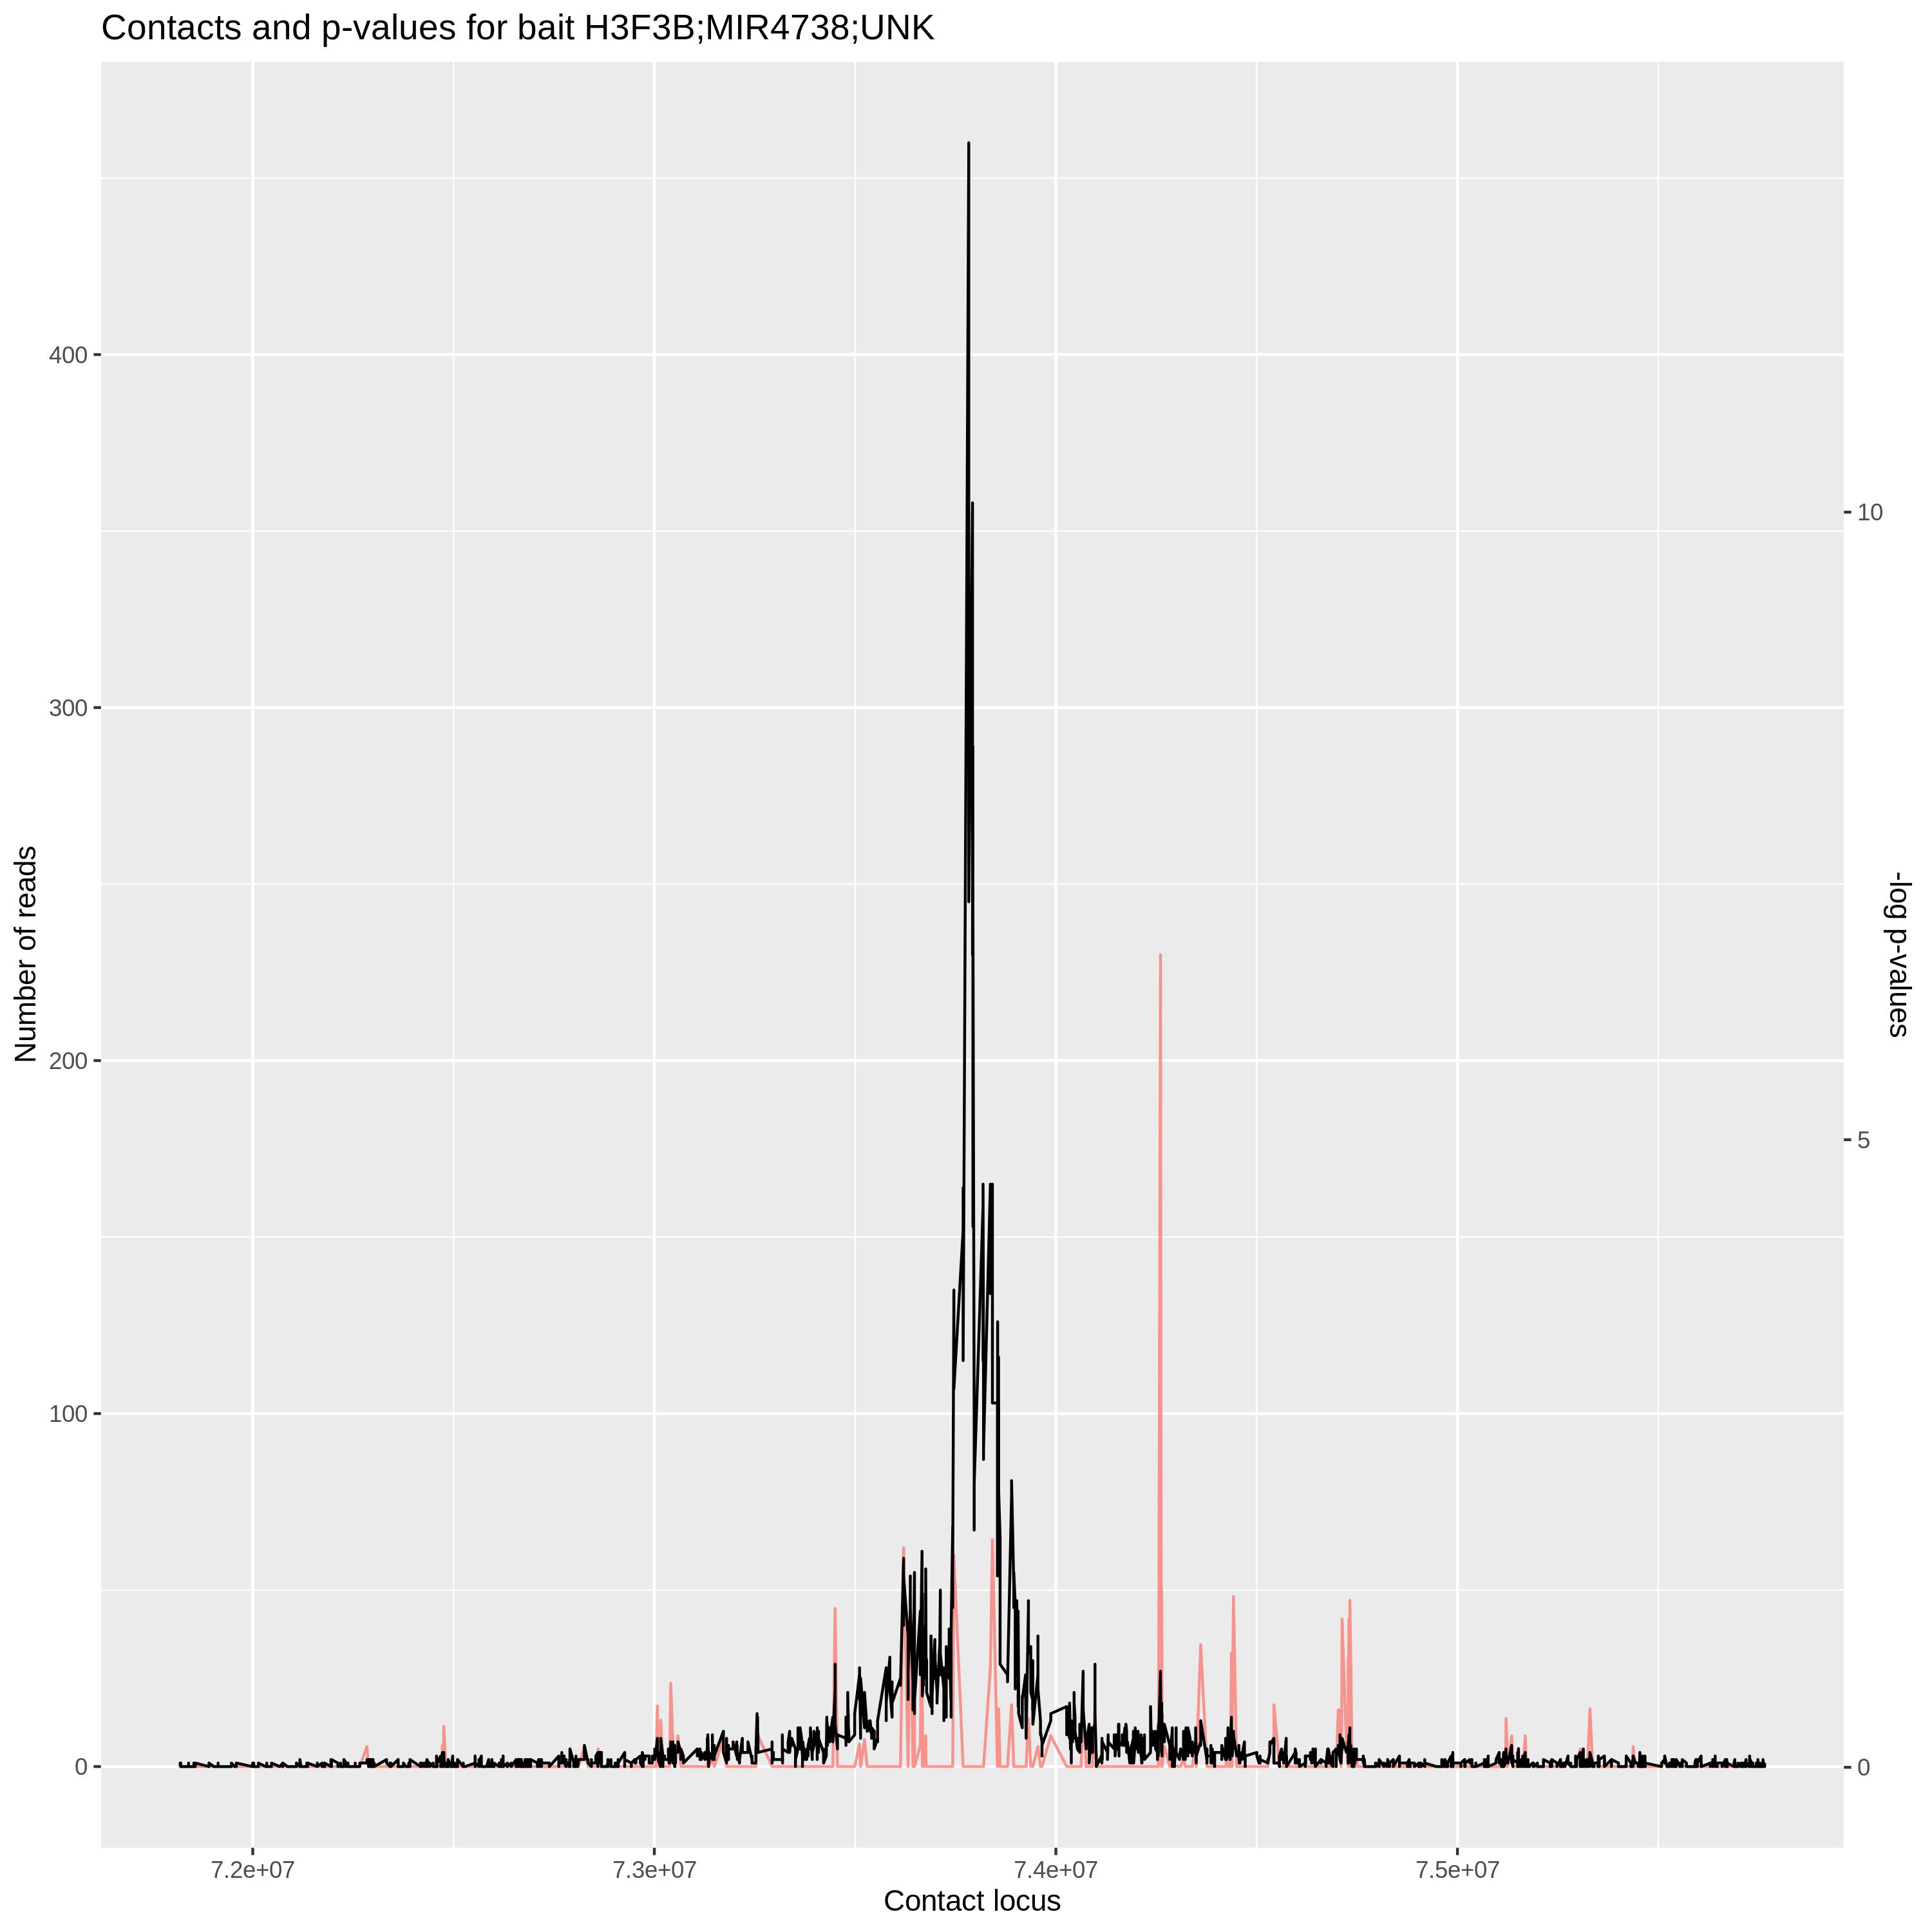 Contacts and p-values for bait H3F3B;MIR4738;UNK
400
300
200
100
0
Number of reads
10
5
0
-log p-values
7.2e+07
7.3e+07
7.4e+07
7.5e+07
Contact locus